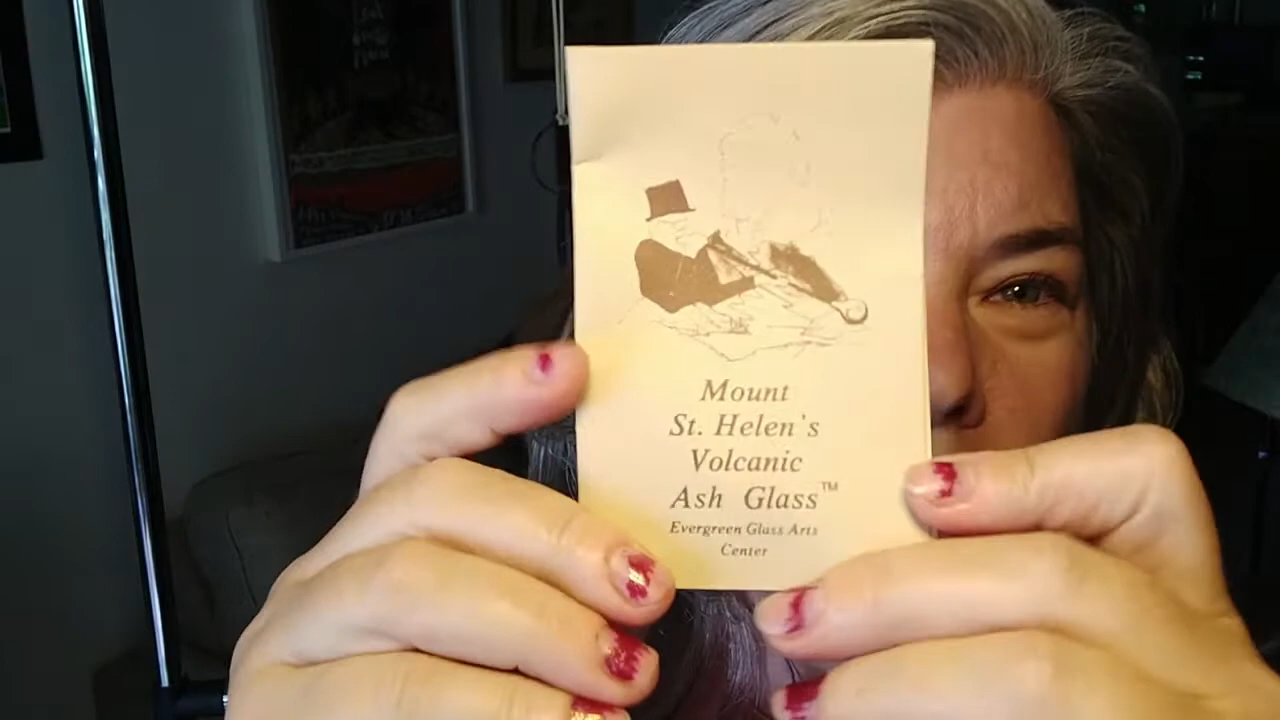 Mount
St. Helen's
Volcanic
Ash Glass™
Evergreen Glass Arts
Center